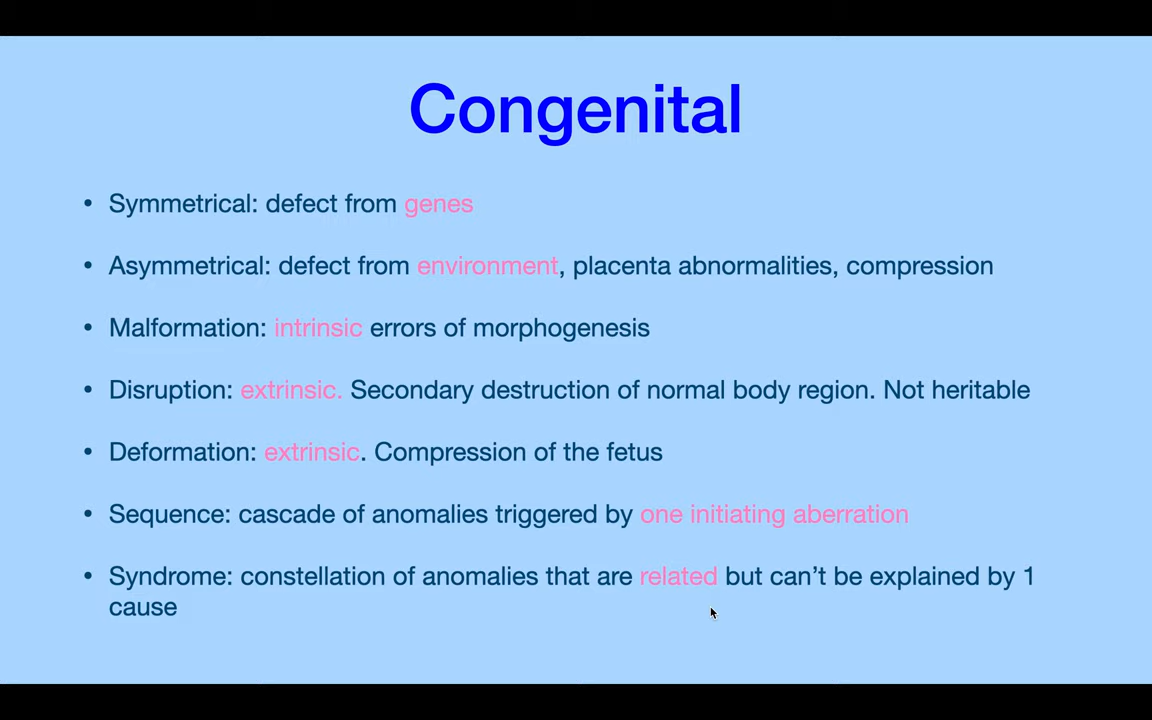 Congenital
• Symmetrical: defect from genes
• Asymmetrical: defect from environment, placenta abnormalities, compression
• Malformation: intrinsic errors of morphogenesis
• Disruption: extrinsic. Secondary destruction of normal body region. Not heritable
• Deformation: extrinsic. Compression of the fetus
• Sequence: cascade of anomalies triggered by one initiating aberration
• Syndrome: constellation of anomalies that are related but can’t be explained by 1
cause